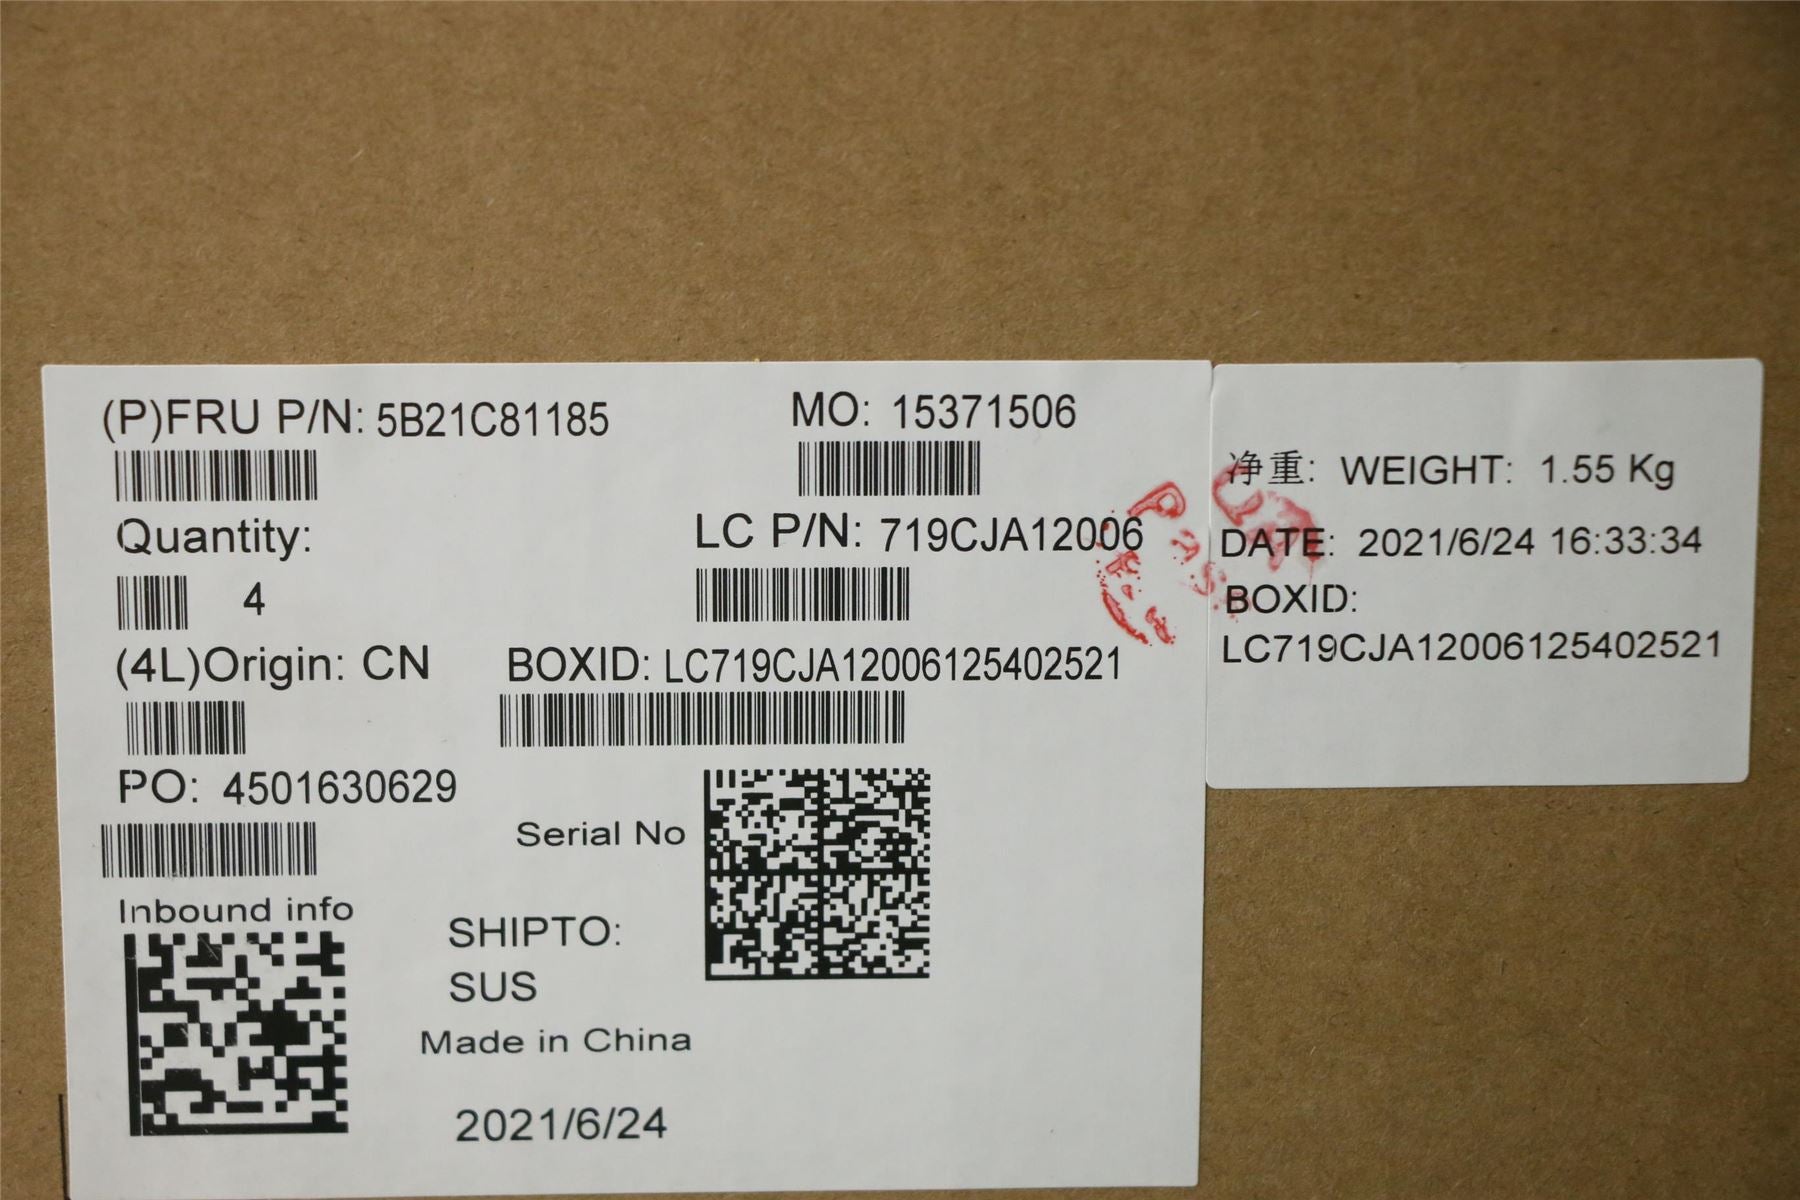 (P)FRU P/N: 5B21C81185
MO: 15371506
Quantity:
4
LC P/N: 719CJA12006
(4L)Origin: CN
BOXID: LC719CJA12006125402521
PO: 4501630629
Serial No
Inbound info
SHIPTO:
SUS
Made in China
2021/6/24
净重: WEIGHT: 1.55 Kg
DATE: 2021/6/24 16:33:34
BOXID:
LC719CJA12006125402521